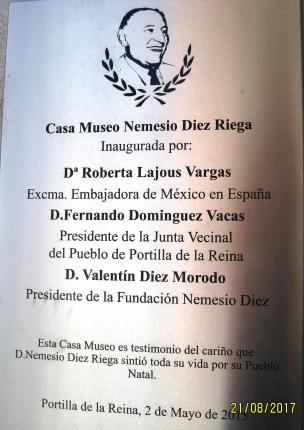 Casa Museo Nemesio Diez Riega
Inaugurada por:
Dª Roberta Lajous Vargas
Excma. Embajadora de México en España
D.Fernando Dominguez Vacas
Presidente de la Junta Vecinal
del Pueblo de Portilla de la Reina
D. Valentín Diez Morodo
Presidente de la Fundación Nemesio Diez
Esta Casa Museo es testimonio del cariño que
D.Nemesio Diez Riega sintió toda su vida por su Pueblo
Natal.
Portilla de la Reina, 2 de Mayo de
21/08/2017